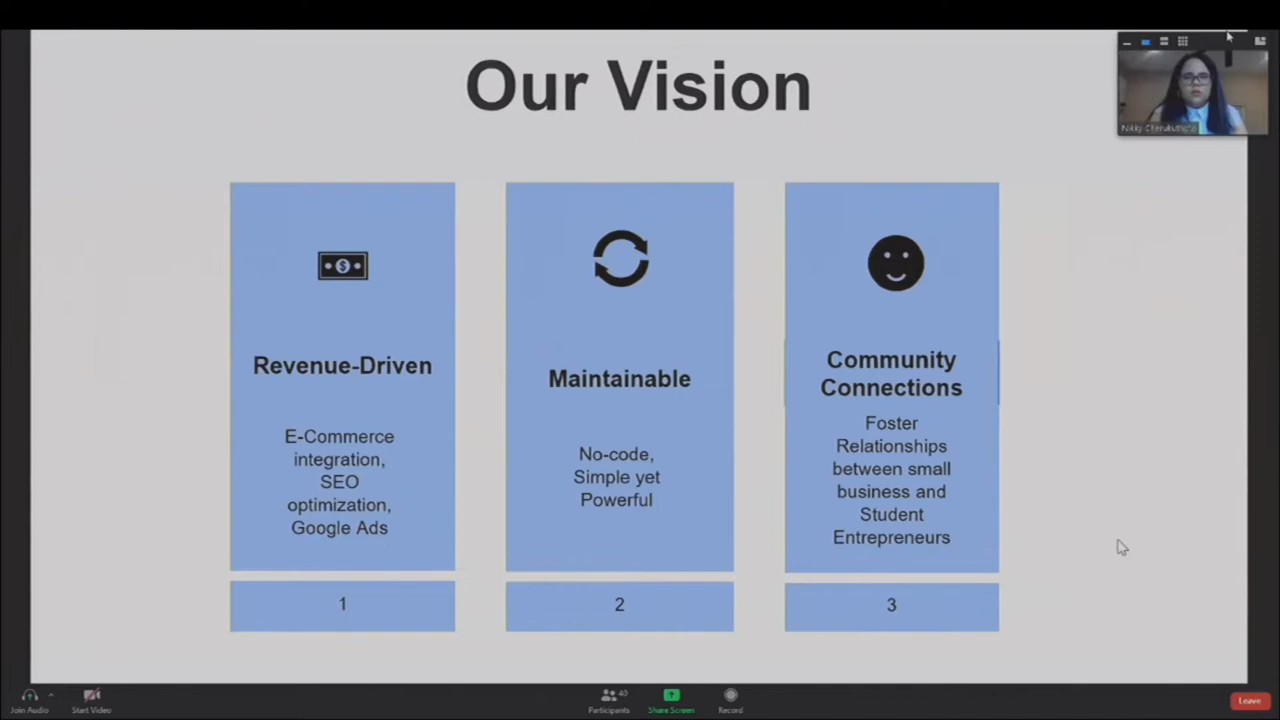 Our Vision
Revenue-Driven
E-Commerce
integration,
SEO
optimization,
Google Ads
1
Maintainable
No-code,
Simple yet
Powerful
2
Community
Connections
Foster
Relationships
between small
business and
Student
Entrepreneurs
3
Nikky
Join Audio
Start Video
Participants
40
Share Screen
Record
Leave
$